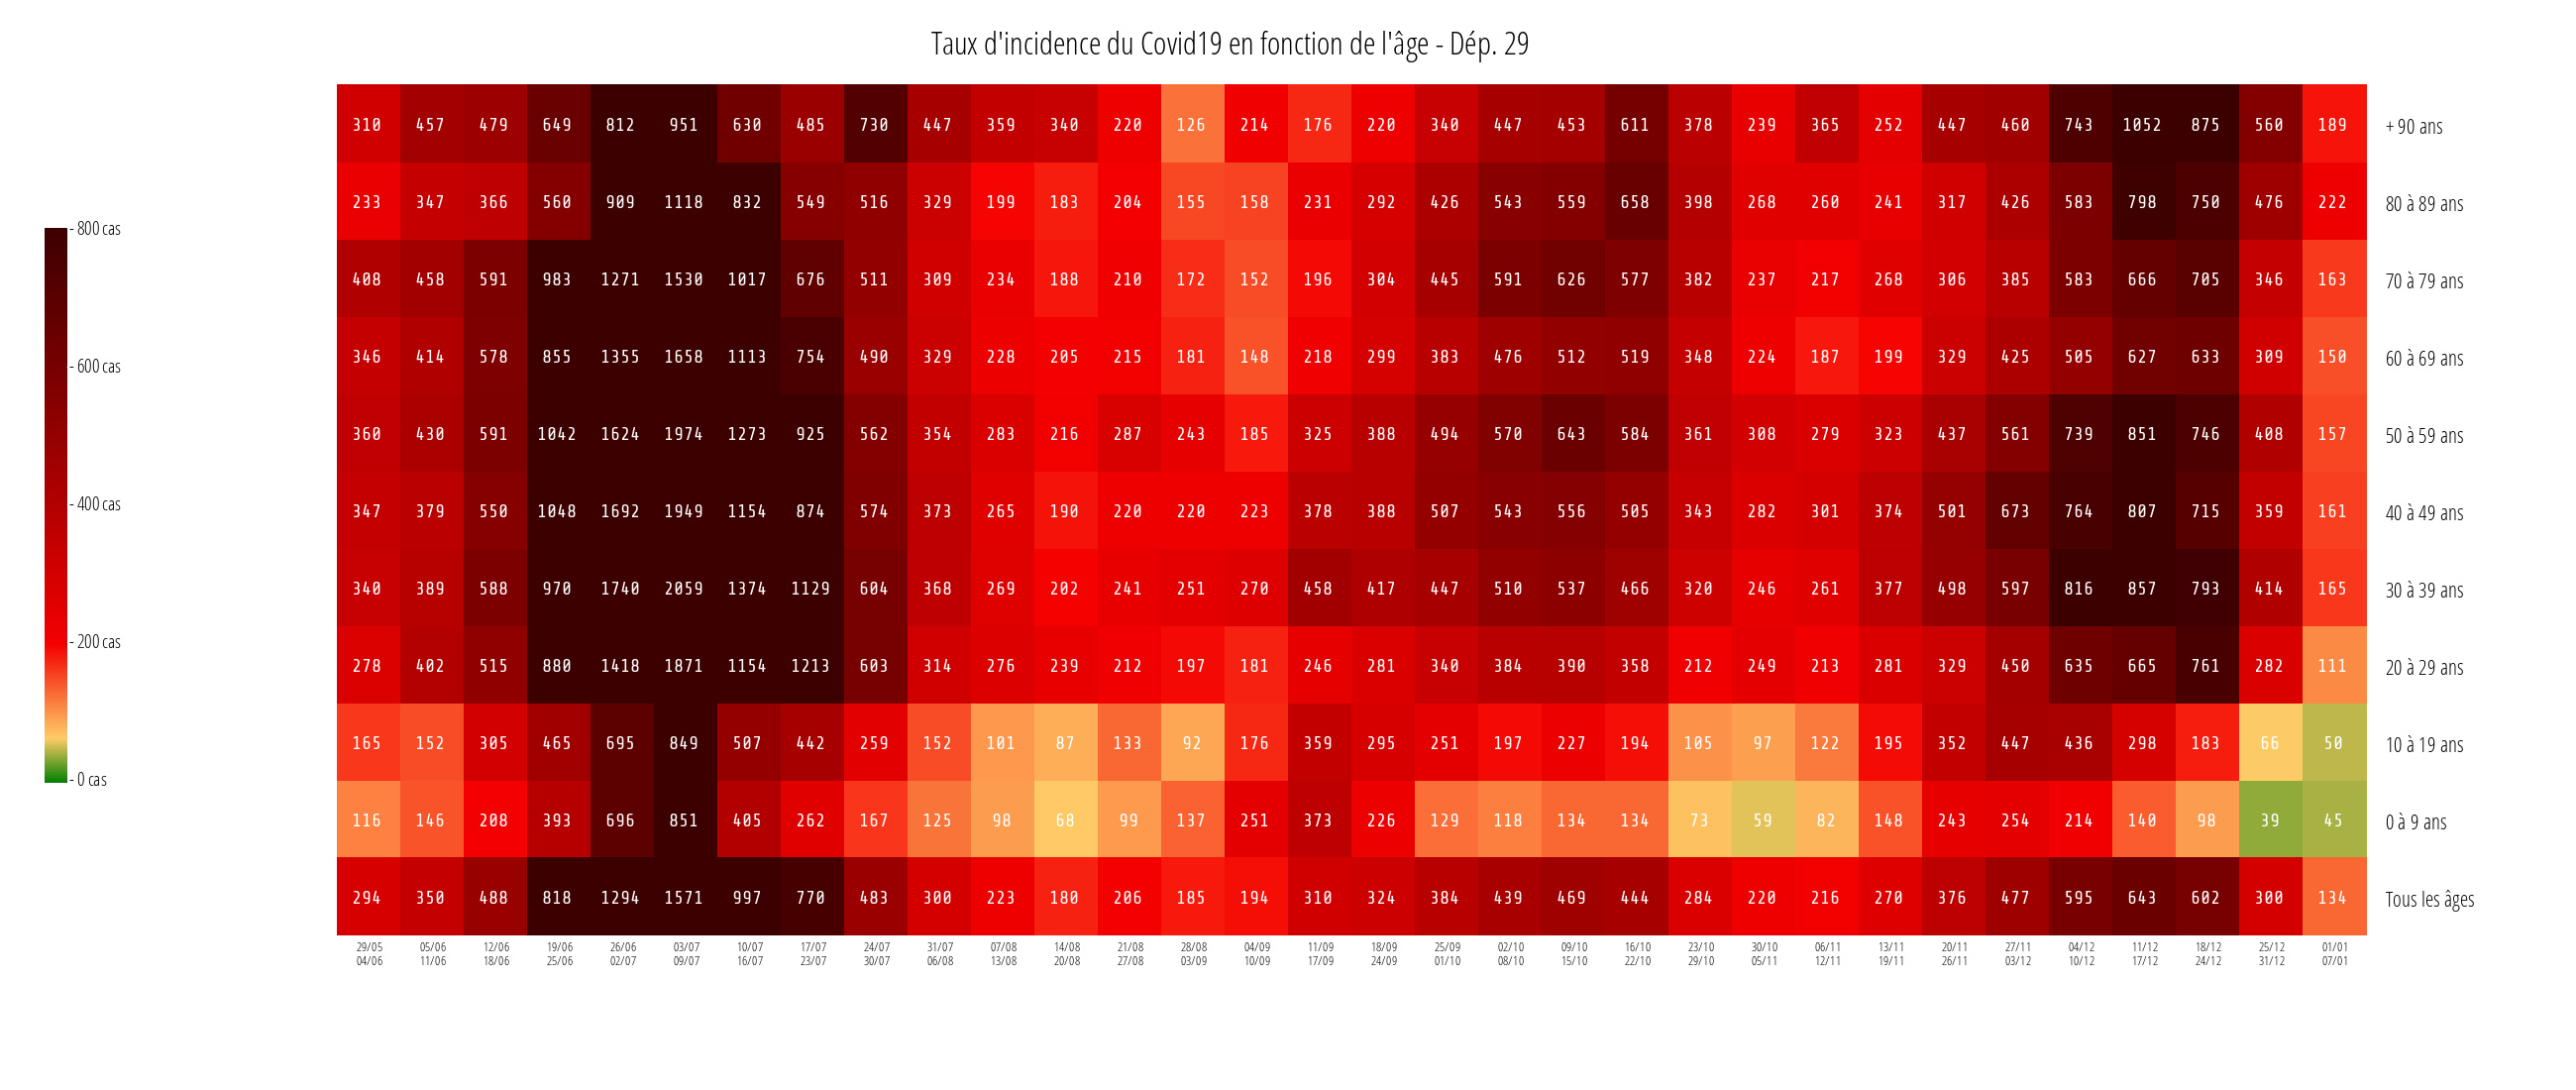 Taux d'incidence du Covid19 en fonction de l'âge - Dép. 29
- 800 cas
- 600 cas
- 400 cas
- 200 cas
- 0 cas
310 457 479 649 812 951 630 485 730 447 359 340 220 126 214 176 220 340 447 453 611 378 239 365 252 447 460 743 1052 875 560 189 + 90 ans
233 347 366 560 909 1118 832 549 516 329 199 183 204 155 158 231 292 426 543 559 658 398 268 260 241 317 426 583 798 750 476 222 80 à 89 ans
408 458 591 983 1271 1530 1017 676 511 309 234 188 210 172 152 196 304 445 591 626 577 382 237 217 268 306 385 583 666 705 346 163 70 à 79 ans
346 414 578 855 1355 1658 1113 754 490 329 228 205 215 181 148 218 299 383 476 512 519 348 224 187 199 329 425 505 627 633 309 150 60 à 69 ans
360 430 591 1042 1624 1974 1273 925 562 354 283 216 287 243 185 325 388 494 570 643 584 361 308 279 323 437 561 739 851 746 408 157 50 à 59 ans
347 379 550 1048 1692 1949 1154 874 574 373 265 190 220 220 223 378 388 507 543 556 505 343 282 301 374 501 673 764 807 715 359 161 40 à 49 ans
340 389 588 970 1740 2059 1374 1129 604 368 269 202 241 251 270 458 417 447 510 537 466 320 246 261 377 498 597 816 857 793 414 165 30 à 39 ans
278 402 515 880 1418 1871 1154 1213 603 314 276 239 212 197 181 246 281 340 384 390 358 212 249 213 281 329 450 635 665 761 282 111 20 à 29 ans
165 152 305 465 695 849 507 442 259 152 101 87 133 92 176 359 295 251 197 227 194 105 97 122 195 352 447 436 298 183 66 50 10 à 19 ans
116 146 208 393 696 851 405 262 167 125 98 68 99 137 251 373 226 129 118 134 134 73 59 82 148 243 254 214 140 98 39 45 0 à 9 ans
294 350 488 818 1294 1571 997 770 483 300 223 180 206 185 194 310 324 384 439 469 444 284 220 216 270 376 477 595 643 602 300 134 Tous les âges
29/05 05/06 12/06 19/06 26/06 03/07 10/07 17/07 24/07 31/07 07/08 14/08 21/08 28/08 04/09 11/09 18/09 25/09 02/10 09/10 16/10 23/10 30/10 06/11 13/11 20/11 27/11 04/12 11/12 18/12 25/12 01/01
04/06 11/06 18/06 25/06 02/07 09/07 16/07 23/07 30/07 06/08 13/08 20/08 27/08 03/09 10/09 17/09 24/09 01/10 08/10 15/10 22/10 29/10 05/11 12/11 19/11 26/11 03/12 10/12 17/12 24/12 31/12 07/01